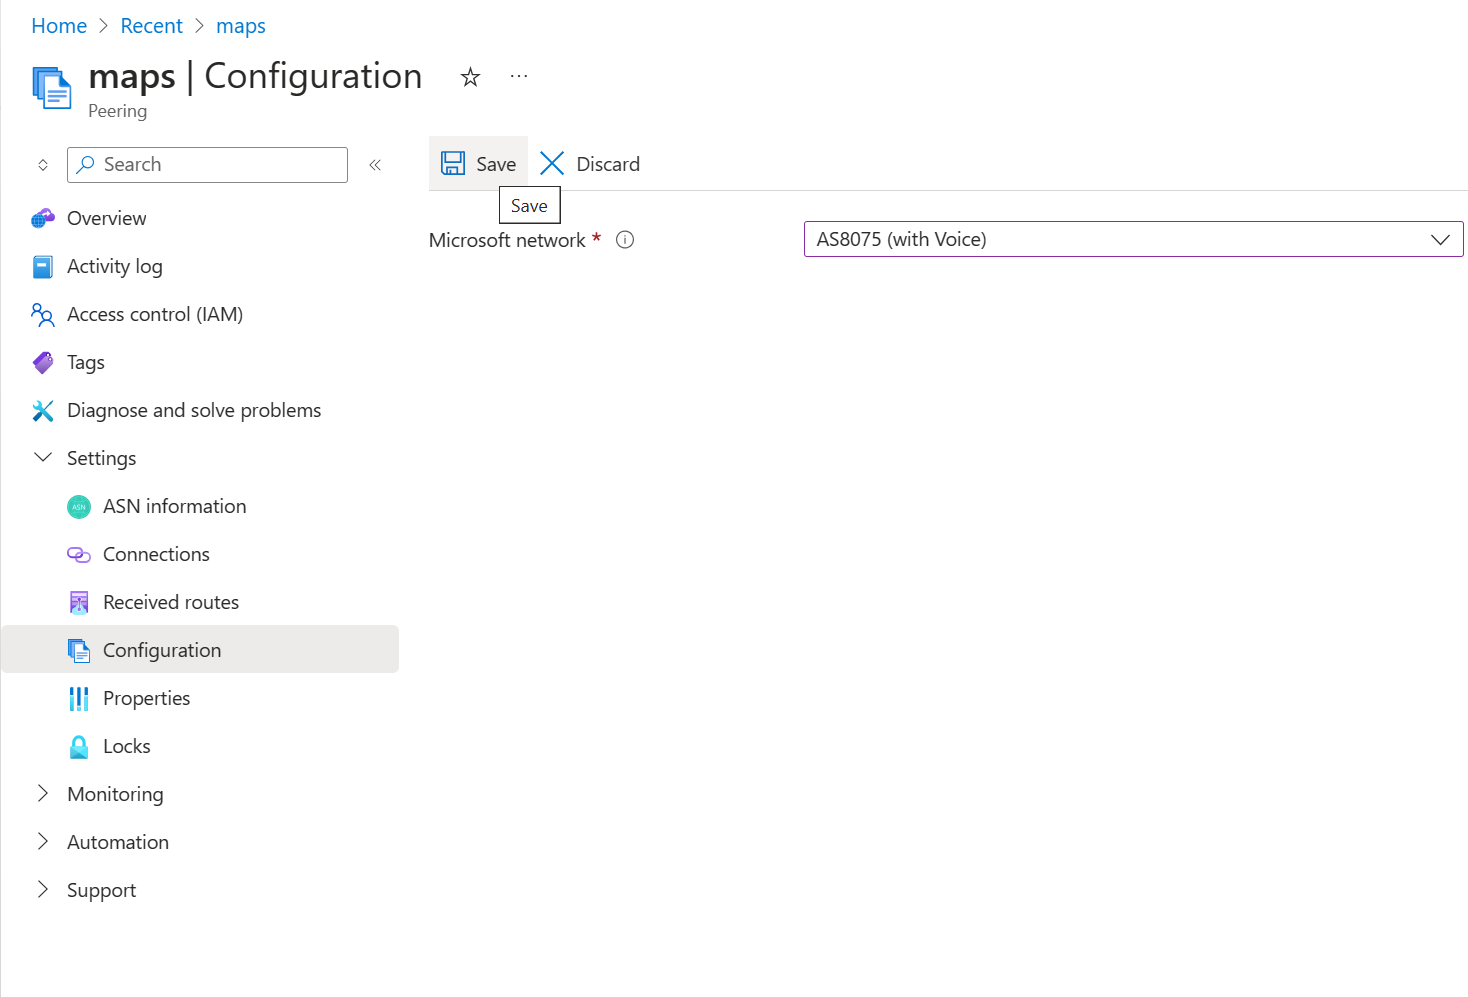 Home > Recent > maps
maps | Configuration
Peering
Search
Save
Discard
Save
Microsoft network *
AS8075 (with Voice)
Overview
Activity log
Access control (IAM)
Tags
Diagnose and solve problems
Settings
ASN
ASN information
Connections
Received routes
Configuration
Properties
Locks
Monitoring
Automation
Support